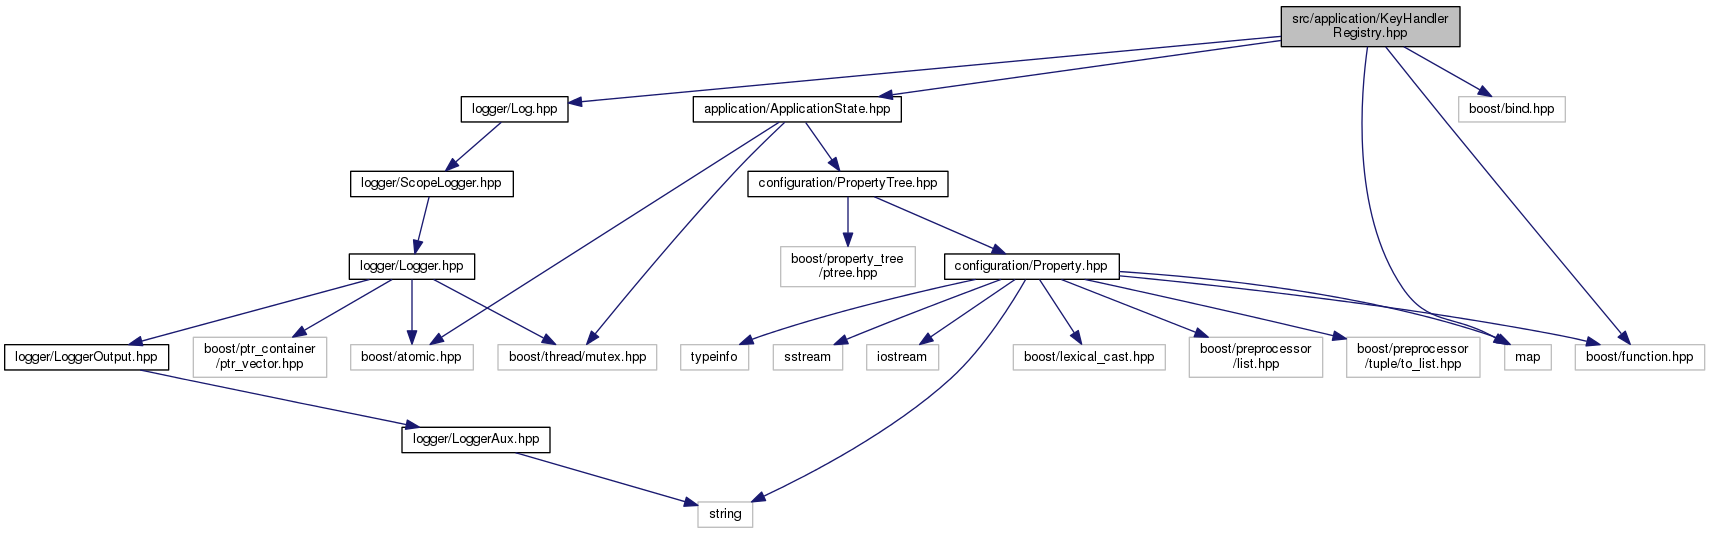 src/application/KeyHandler
Registry.hpp
logger/Log.hpp
application/ApplicationState.hpp
boost/bind.hpp
logger/ScopeLogger.hpp
configuration/PropertyTree.hpp
logger/Logger.hpp
boost/property_tree
/ptree.hpp
configuration/Property.hpp
logger/LoggerOutput.hpp
boost/ptr_container
/ptr_vector.hpp
boost/atomic.hpp
boost/thread/mutex.hpp
typeinfo
sstream
iostream
boost/lexical_cast.hpp
boost/preprocessor
/list.hpp
boost/preprocessor
/tuple/to_list.hpp
map
boost/function.hpp
logger/LoggerAux.hpp
string